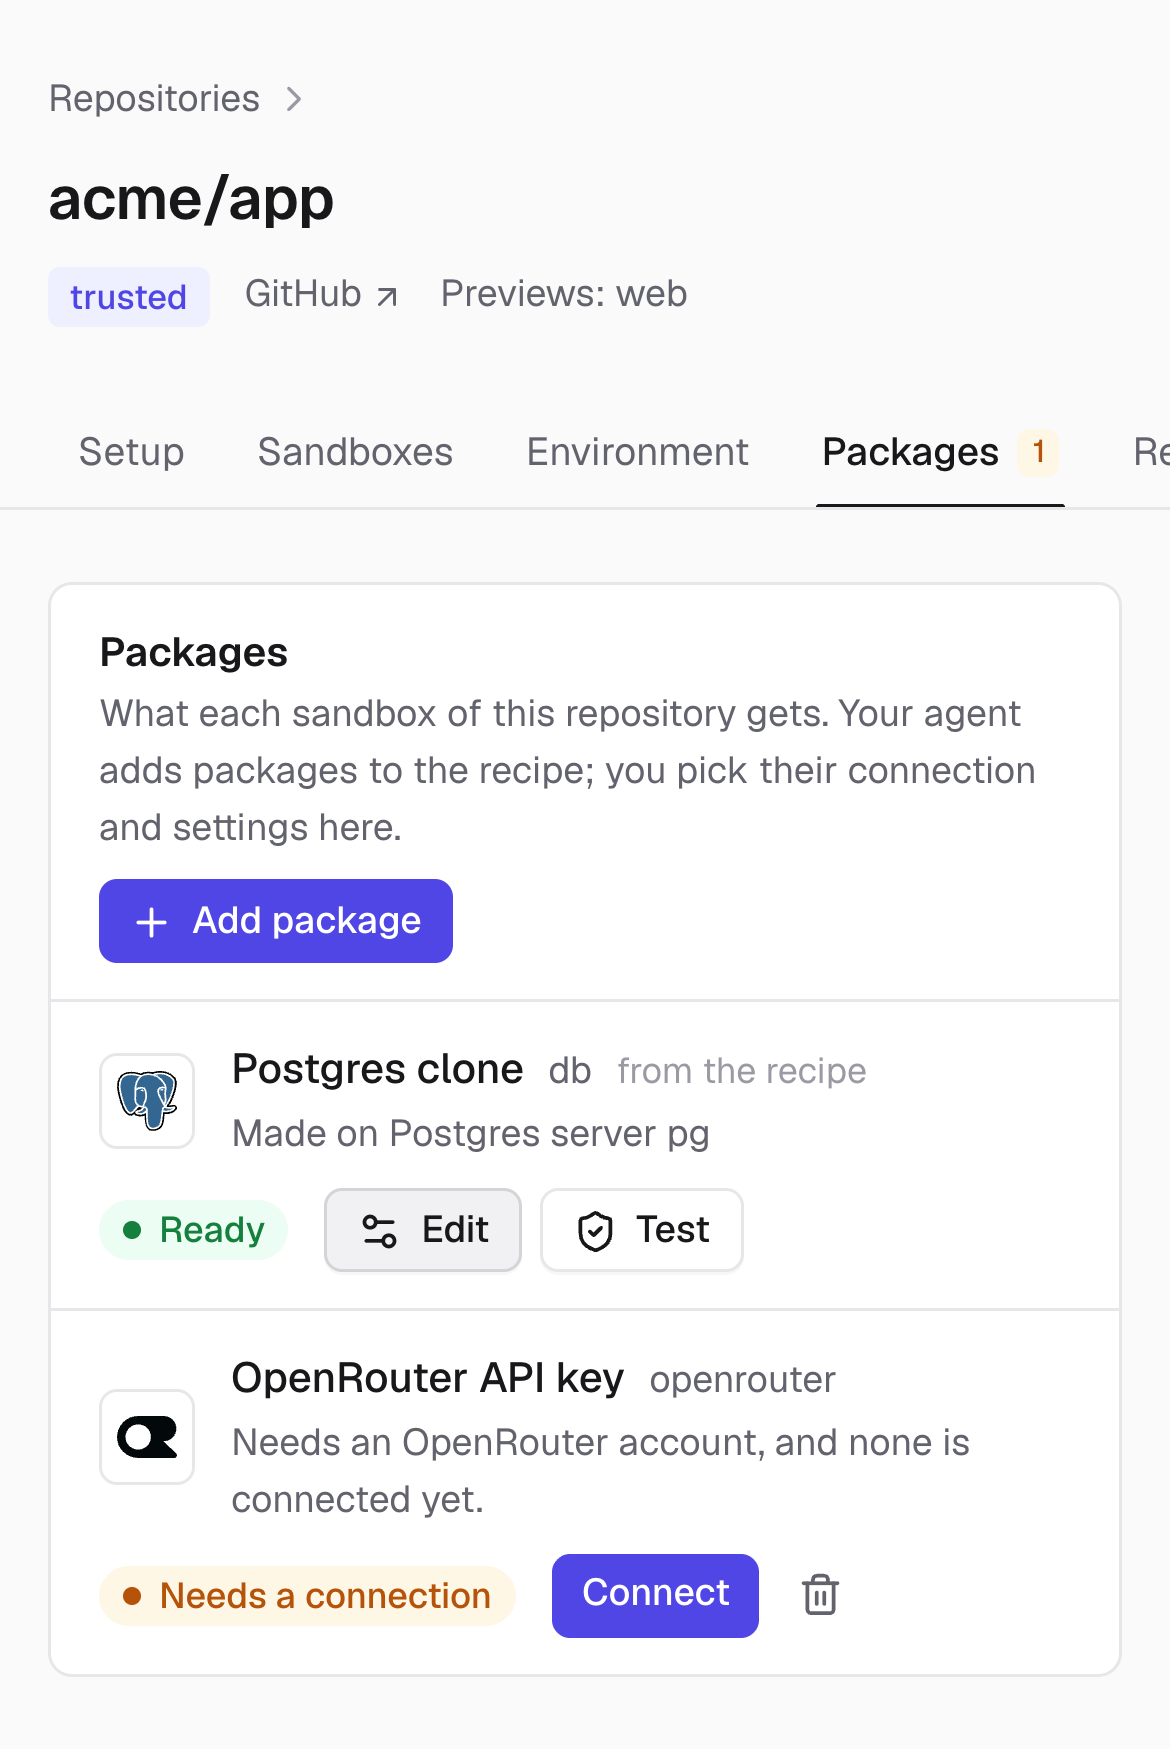 Repositories
acme/app
trusted GitHub ↗ Previews: web
Setup Sandboxes Environment Packages 1 Re
Packages
What each sandbox of this repository gets. Your agent
adds packages to the recipe; you pick their connection
and settings here.
+ Add package
Postgres clone db from the recipe
Made on Postgres server pg
Ready Edit Test
OpenRouter API key openrouter
Needs an OpenRouter account, and none is
connected yet.
Needs a connection Connect